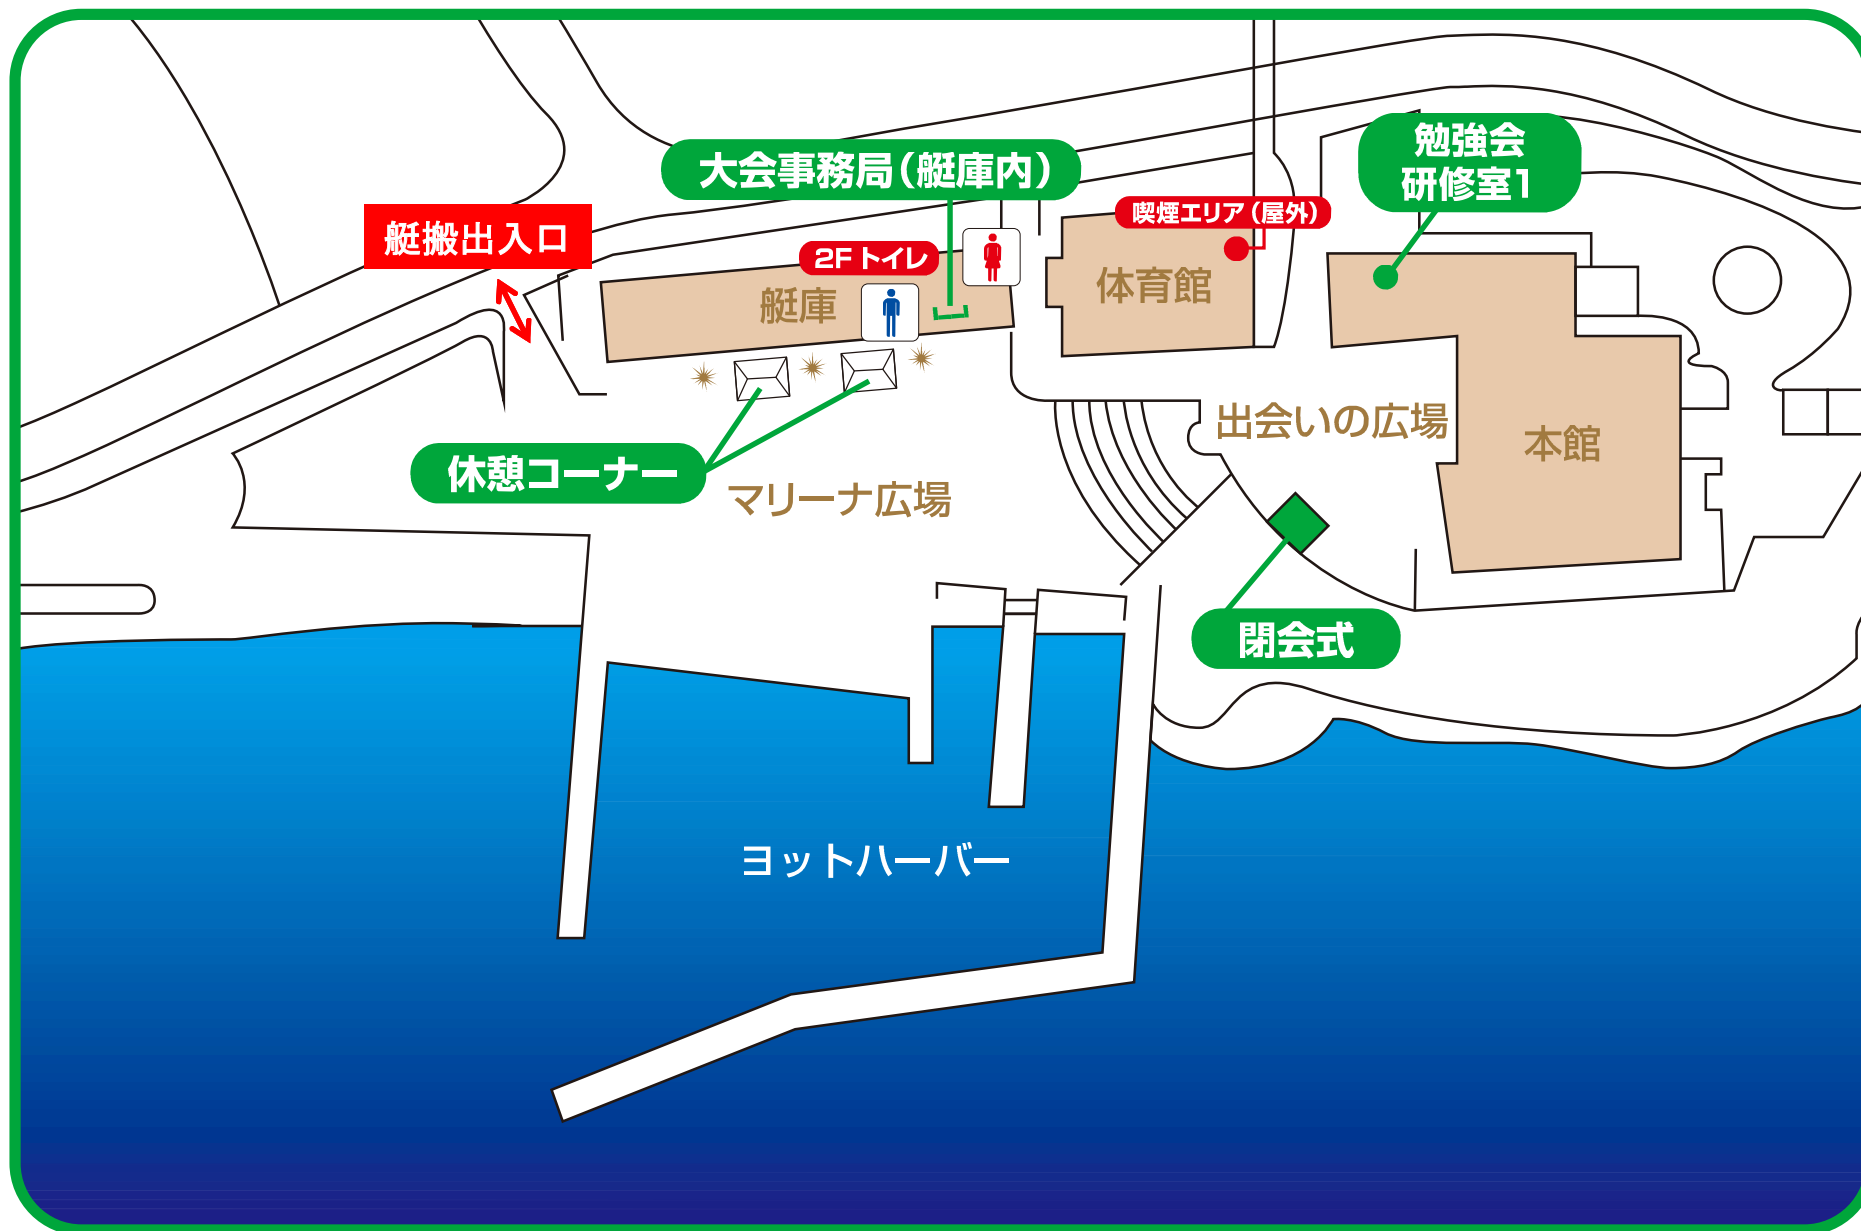 勉強会
研修室1
大会事務局(艇庫内)
喫煙エリア(屋外)
艇搬出入口
2Fトイレ
艇庫
体育館
出会いの広場
本館
休憩コーナー
マリーナ広場
閉会式
ヨットハーバー